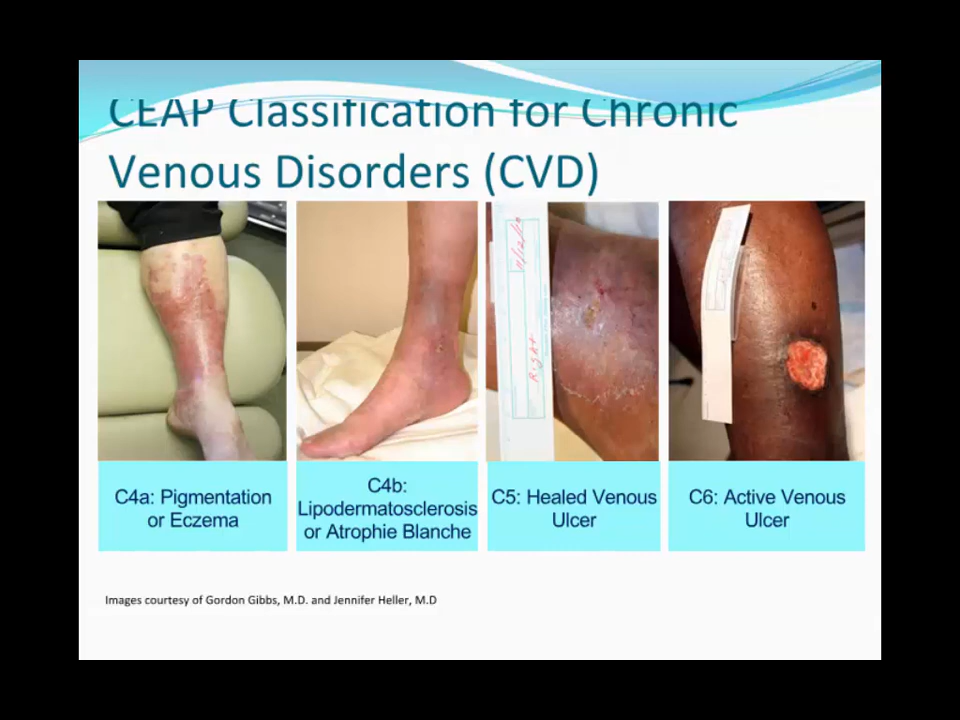 CEAP Classification for Chronic
Venous Disorders (CVD)
Right
C4a: Pigmentation
or Eczema
C4b:
Lipodermatosclerosis
or Atrophie Blanche
C5: Healed Venous
Ulcer
C6: Active Venous
Ulcer
Images courtesy of Gordon Gibbs, M.D. and Jennifer Heller, M.D